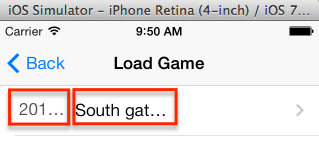 iOS Simulator - iPhone Retina (4-inch) / iOS 7...
Carrier 9:50 AM
Back Load Game
201... South gat...